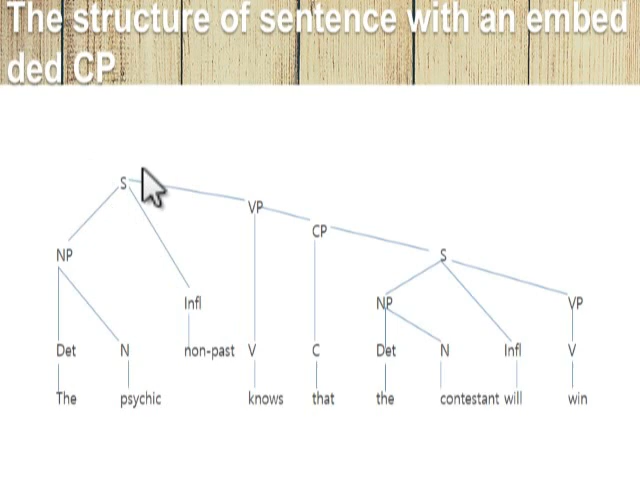 The structure of sentence with an embed
ded CP
S
VP
CP
NP
S
Infl
NP
VP
Det
N
non-past
V
C
Det
N
Infl
V
The
psychic
knows
that
the
contestant
will
win